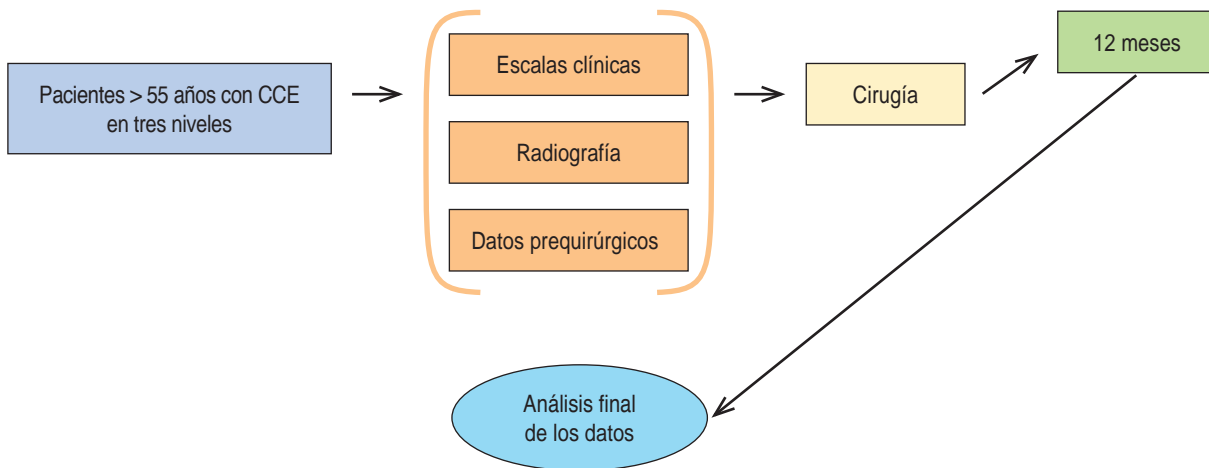 Pacientes > 55 años con CCE
en tres niveles
Escalas clínicas
Radiografía
Datos prequirúrgicos
Cirugía
12 meses
Análisis final
de los datos